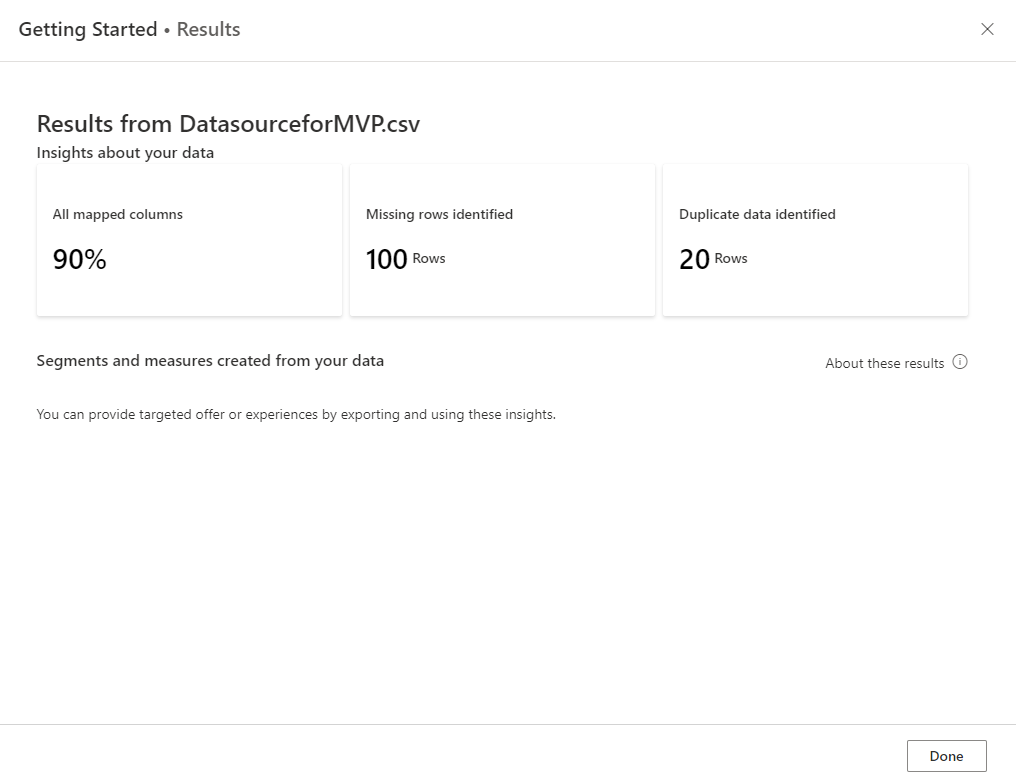 Getting Started • Results
Results from DatasourceforMVP.csv
Insights about your data
All mapped columns
90%
Missing rows identified
100 Rows
Duplicate data identified
20 Rows
Segments and measures created from your data
About these results
You can provide targeted offer or experiences by exporting and using these insights.
Done